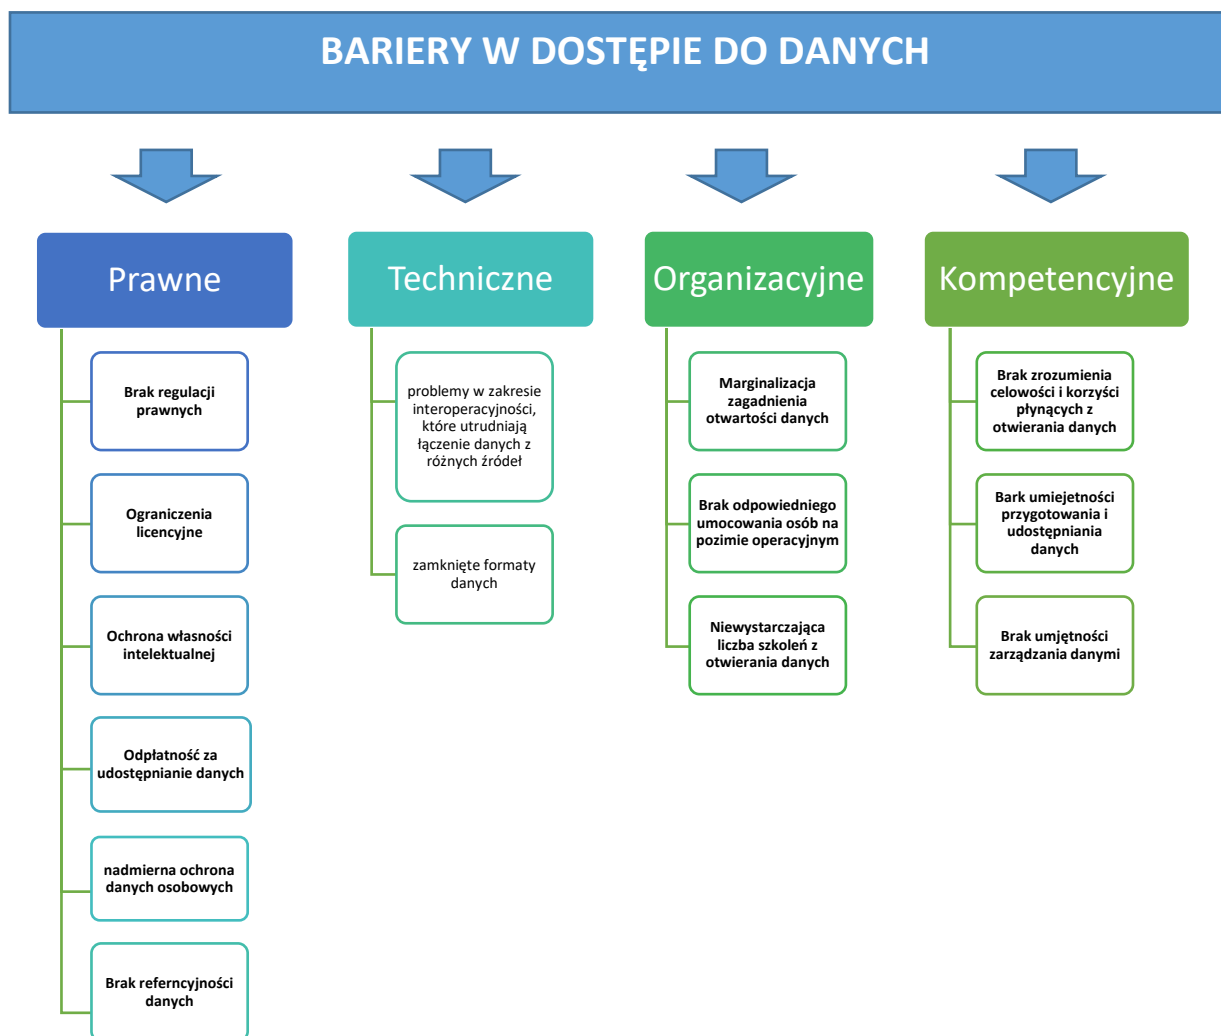 BARIERY W DOSTĘPIE DO DANYCH
Prawne
Brak regulacji
prawnych
Ograniczenia
licencyjne
Ochrona własności
intelektualnej
Odpłatność za
udostępnianie danych
nadmierna ochrona
danych osobowych
Brak referncyjności
danych
Techniczne
problemy w zakresie
interoperacyjności,
które utrudniają
łączenie danych z
różnych źródeł
zamknięte formaty
danych
Organizacyjne
Marginalizacja
zagadnienia
otwartości danych
Brak odpowiedniego
umocowania osób na
pozimie operacyjnym
Niewystarczająca
liczba szkoleń z
otwierania danych
Kompetencyjne
Brak zrozumienia
celowości i korzyści
płynących z
otwierania danych
Bark umiejetności
przygotowania i
udostępniania
danych
Brak umjętności
zarządzania danymi